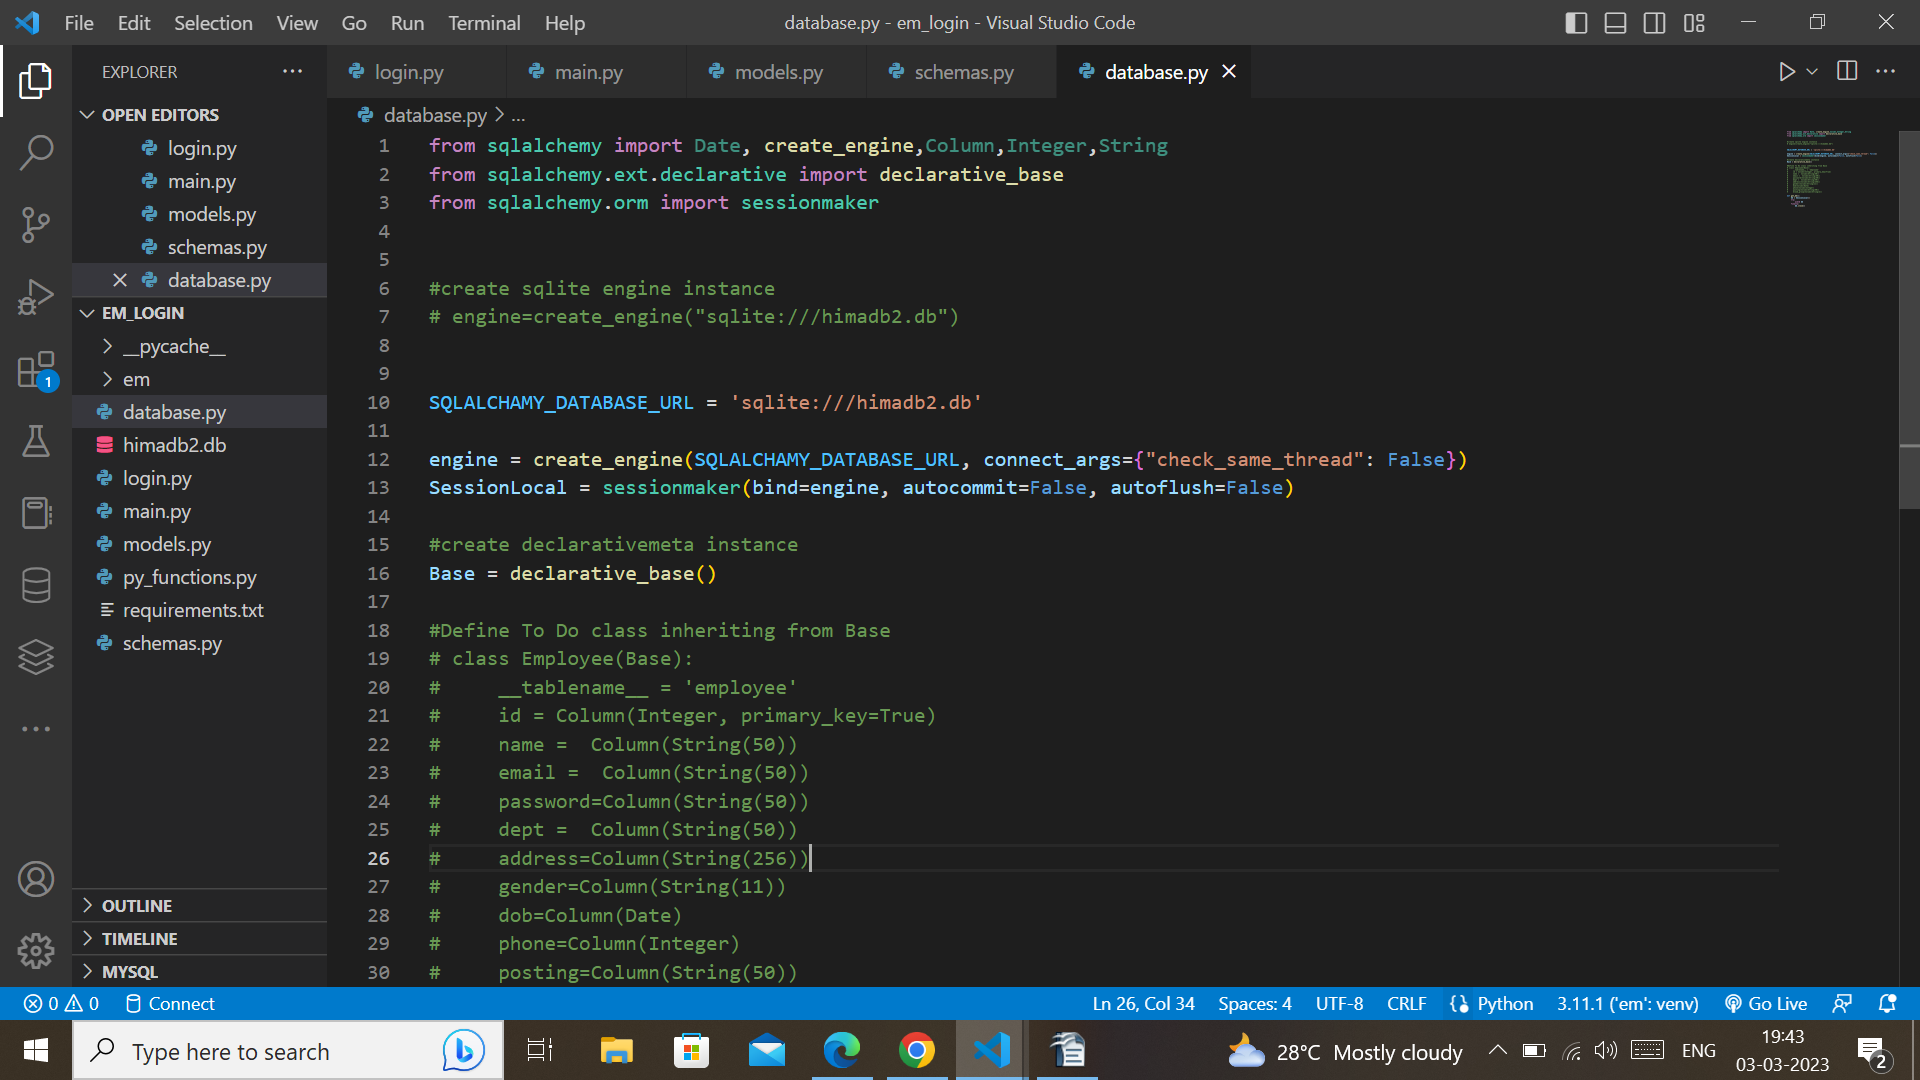 File Edit Selection View Go Run Terminal Help
database.py - em_login - Visual Studio Code
EXPLORER
login.py main.py models.py schemas.py database.py
database.py > ...
OPEN EDITORS
login.py
main.py
models.py
schemas.py
database.py
EM_LOGIN
__pycache__
em
database.py
himadb2.db
login.py
main.py
models.py
py_functions.py
requirements.txt
schemas.py
OUTLINE
TIMELINE
MYSQL
1
1 from sqlalchemy import Date, create_engine,Column,Integer,String
2 from sqlalchemy.ext.declarative import declarative_base
3 from sqlalchemy.orm import sessionmaker
4
5
6 #create sqlite engine instance
7 # engine=create_engine("sqlite:///himadb2.db")
8
9
10 SQLALCHAMY_DATABASE_URL = 'sqlite:///himadb2.db'
11
12 engine = create_engine(SQLALCHAMY_DATABASE_URL, connect_args={"check_same_thread": False})
13 SessionLocal = sessionmaker(bind=engine, autocommit=False, autoflush=False)
14
15 #create declarativemeta instance
16 Base = declarative_base()
17
18 #Define To Do class inheriting from Base
19 # class Employee(Base):
20 #     __tablename__ = 'employee'
21 #     id = Column(Integer, primary_key=True)
22 #     name =  Column(String(50))
23 #     email =  Column(String(50))
24 #     password=Column(String(50))
25 #     dept =  Column(String(50))
26 #     address=Column(String(256))
27 #     gender=Column(String(11))
28 #     dob=Column(Date)
29 #     phone=Column(Integer)
30 #     posting=Column(String(50))
0 0 Connect
Ln 26, Col 34 Spaces: 4 UTF-8 CRLF Python 3.11.1 ('em': venv) Go Live
Type here to search
28°C Mostly cloudy
ENG
19:43
03-03-2023
2